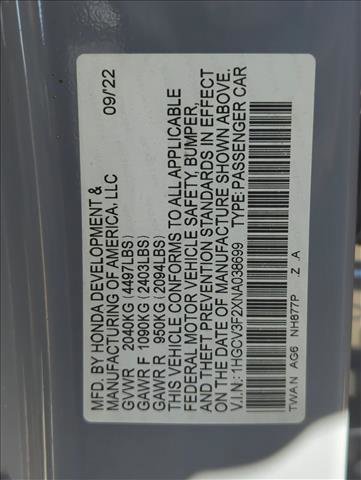 MFD. BY HONDA DEVELOPMENT & 09/22
MANUFACTURING OF AMERICA, LLC
GVWR 2040KG (4497LBS)
GAWR F 1090KG (2403LBS)
GAWR R 950KG (2094LBS)
THIS VEHICLE CONFORMS TO ALL APPLICABLE
FEDERAL MOTOR VEHICLE SAFETY, BUMPER,
AND THEFT PREVENTION STANDARDS IN EFFECT
ON THE DATE OF MANUFACTURE SHOWN ABOVE.
V.I.N.: 1HGCV3F2XNA038699 TYPE: PASSENGER CAR
TWAN AG6 NH877P Z A